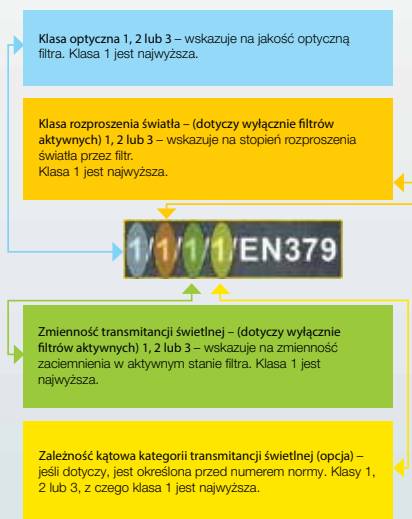 Klasa optyczna 1, 2 lub 3 – wskazuje na jakość optyczną
filtra. Klasa 1 jest najwyższa.
Klasa rozproszenia światła – (dotyczy wyłącznie filtrów
aktywnych) 1, 2 lub 3 – wskazuje na stopień rozproszenia
światła przez filtr.
Klasa 1 jest najwyższa.
1/1/1/1/EN379
Zmienność transmitancji świetlnej – (dotyczy wyłącznie
filtrów aktywnych) 1, 2 lub 3 – wskazuje na zmienność
zaciemnienia w aktywnym stanie filtra. Klasa 1 jest
najwyższa.
Zależność kątowa kategorii transmitancji świetlnej (opcja) –
jeśli dotyczy, jest określona przed numerem normy. Klasy 1,
2 lub 3, z czego klasa 1 jest najwyższa.